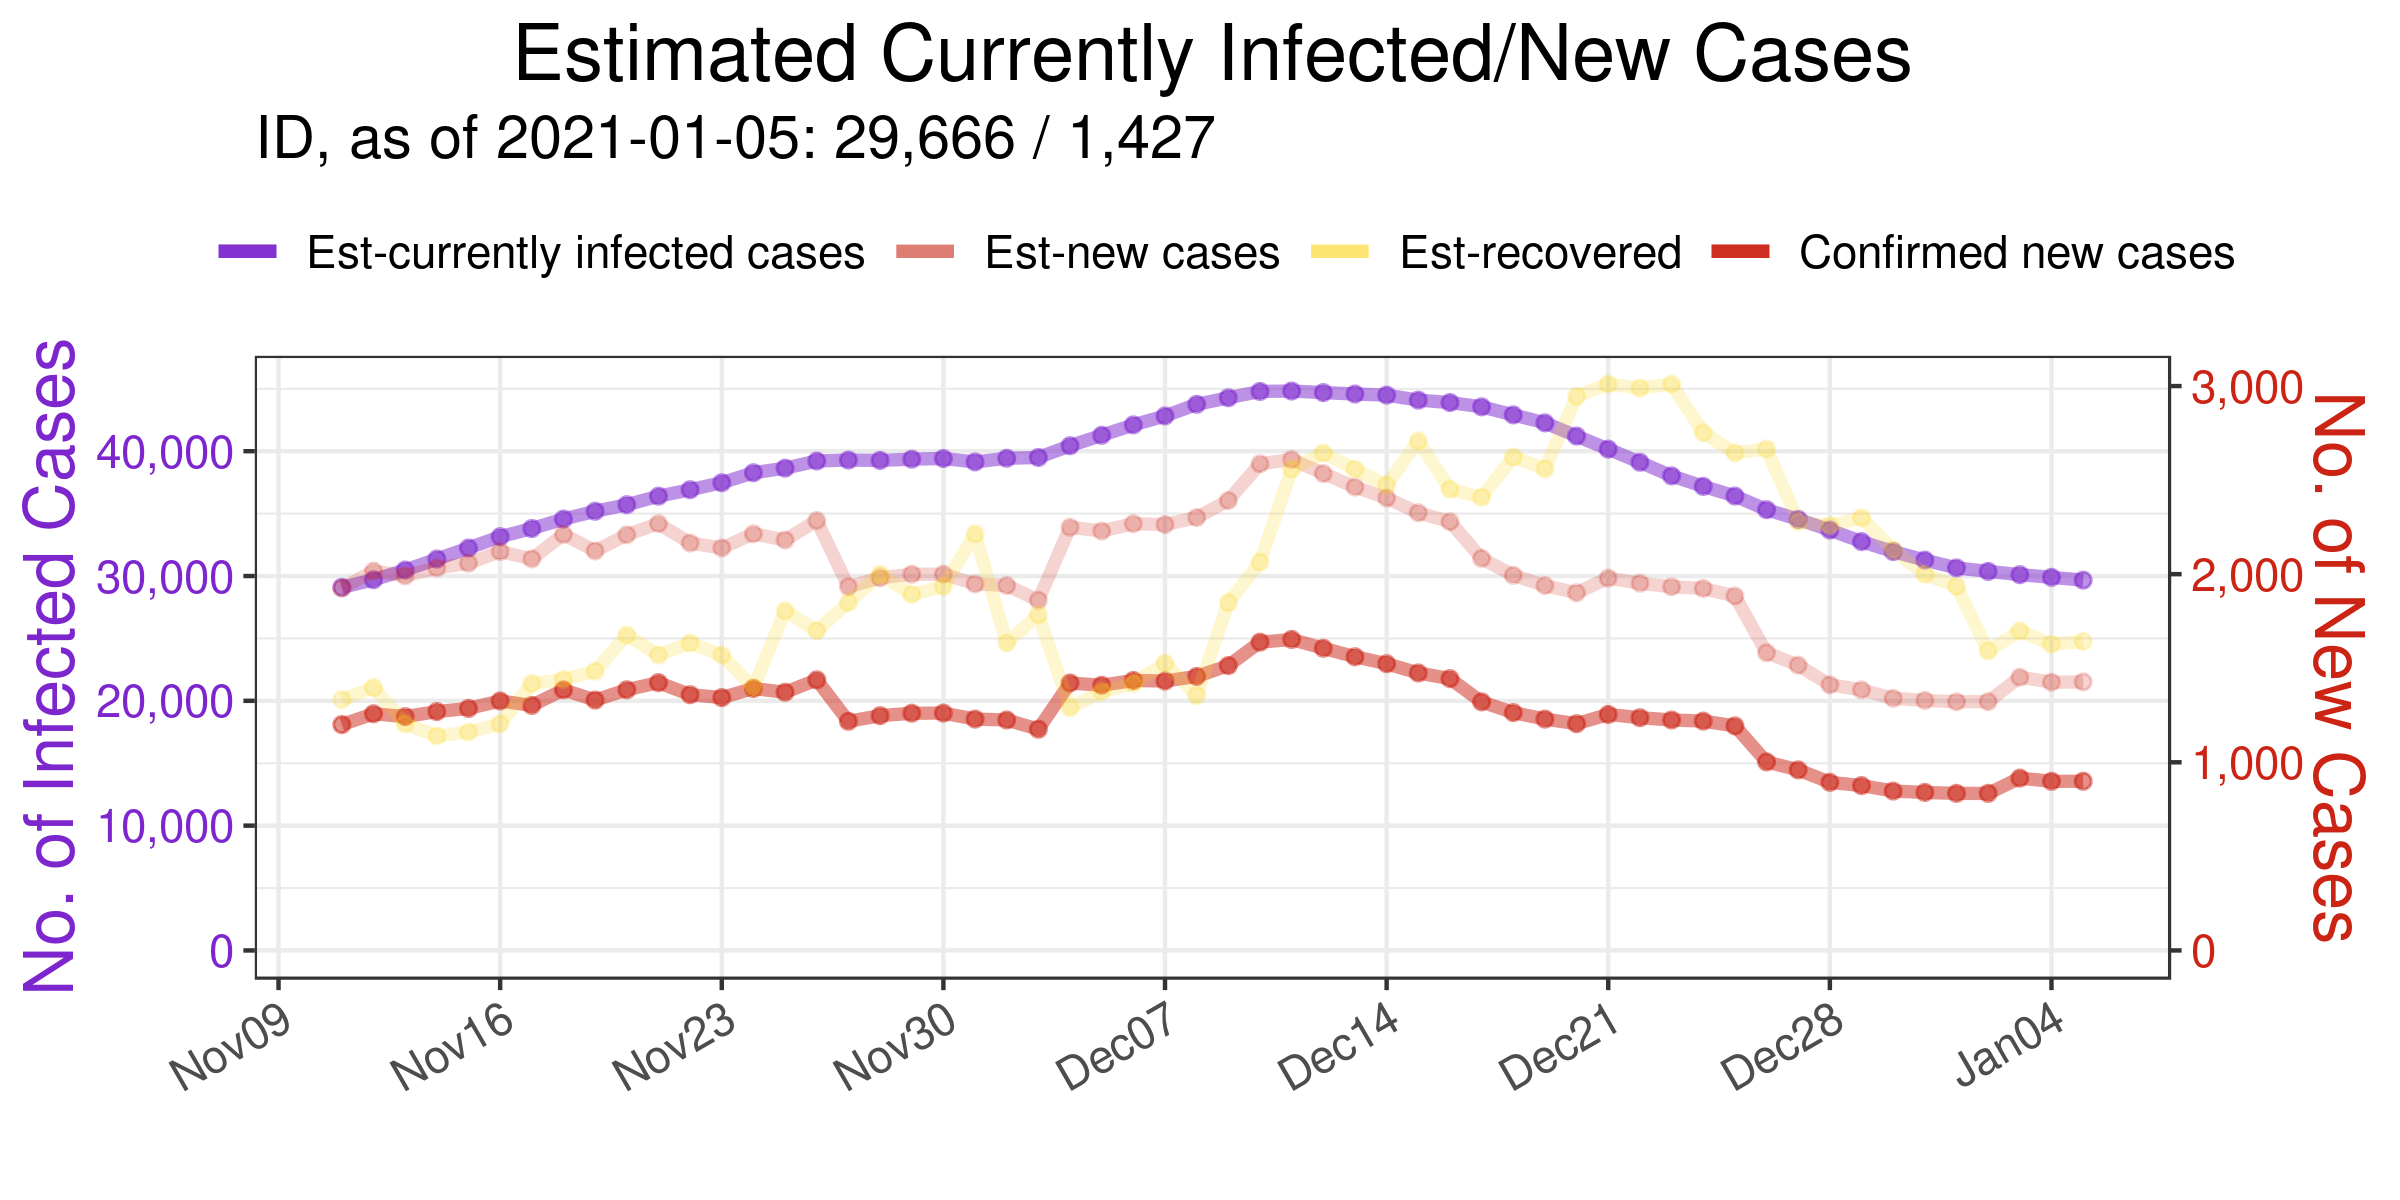 Estimated Currently Infected/New Cases
ID, as of 2021-01-05: 29,666 / 1,427
Est-currently infected cases Est-new cases Est-recovered Confirmed new cases
No. of Infected Cases
40,000
30,000
20,000
10,000
0
3,000
2,000
1,000
0
No. of New Cases
Nov09 Nov16 Nov23 Nov30 Dec07 Dec14 Dec21 Dec28 Jan04